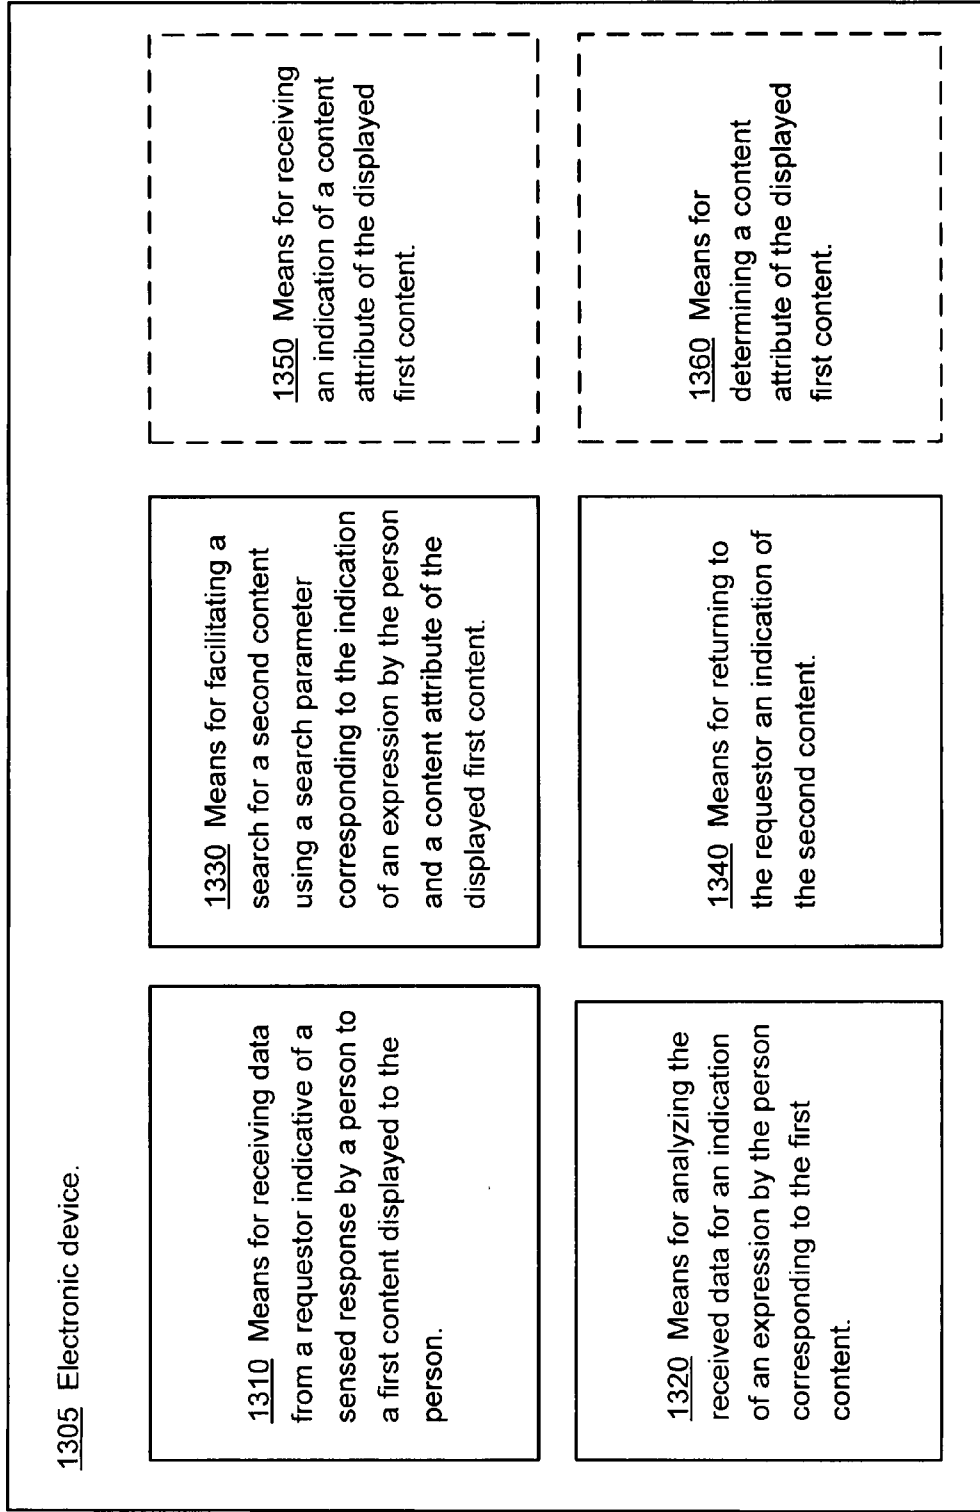 1305 Electronic device.
1310 Means for receiving data
from a requestor indicative of a
sensed response by a person to
a first content displayed to the
person.
1320 Means for analyzing the
received data for an indication
of an expression by the person
corresponding to the first
content.
1330 Means for facilitating a
search for a second content
using a search parameter
corresponding to the indication
of an expression by the person
and a content attribute of the
displayed first content.
1340 Means for returning to
the requestor an indication of
the second content.
1350 Means for receiving
an indication of a content
attribute of the displayed
first content.
1360 Means for
determining a content
attribute of the displayed
first content.